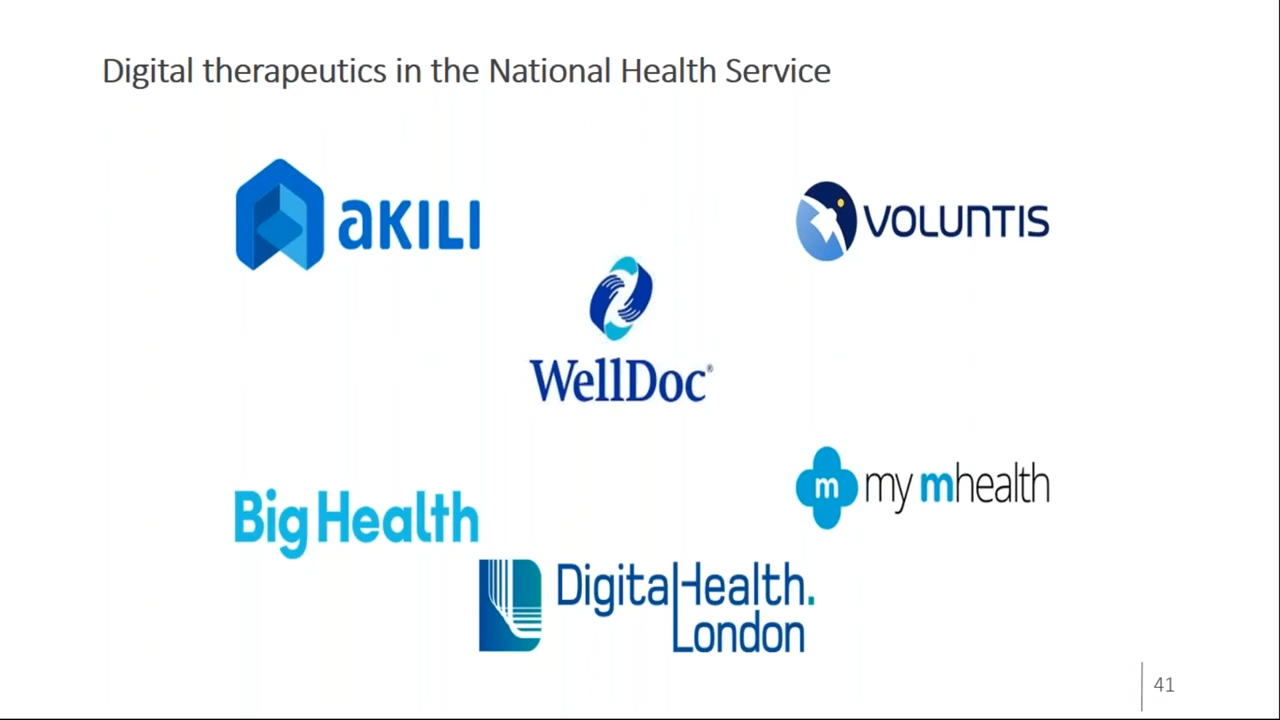 Digital therapeutics in the National Health Service
aKILI
VOLUNTIS
WellDoc®
m my mhealth
Big Health
DigitalHealth.
London
41